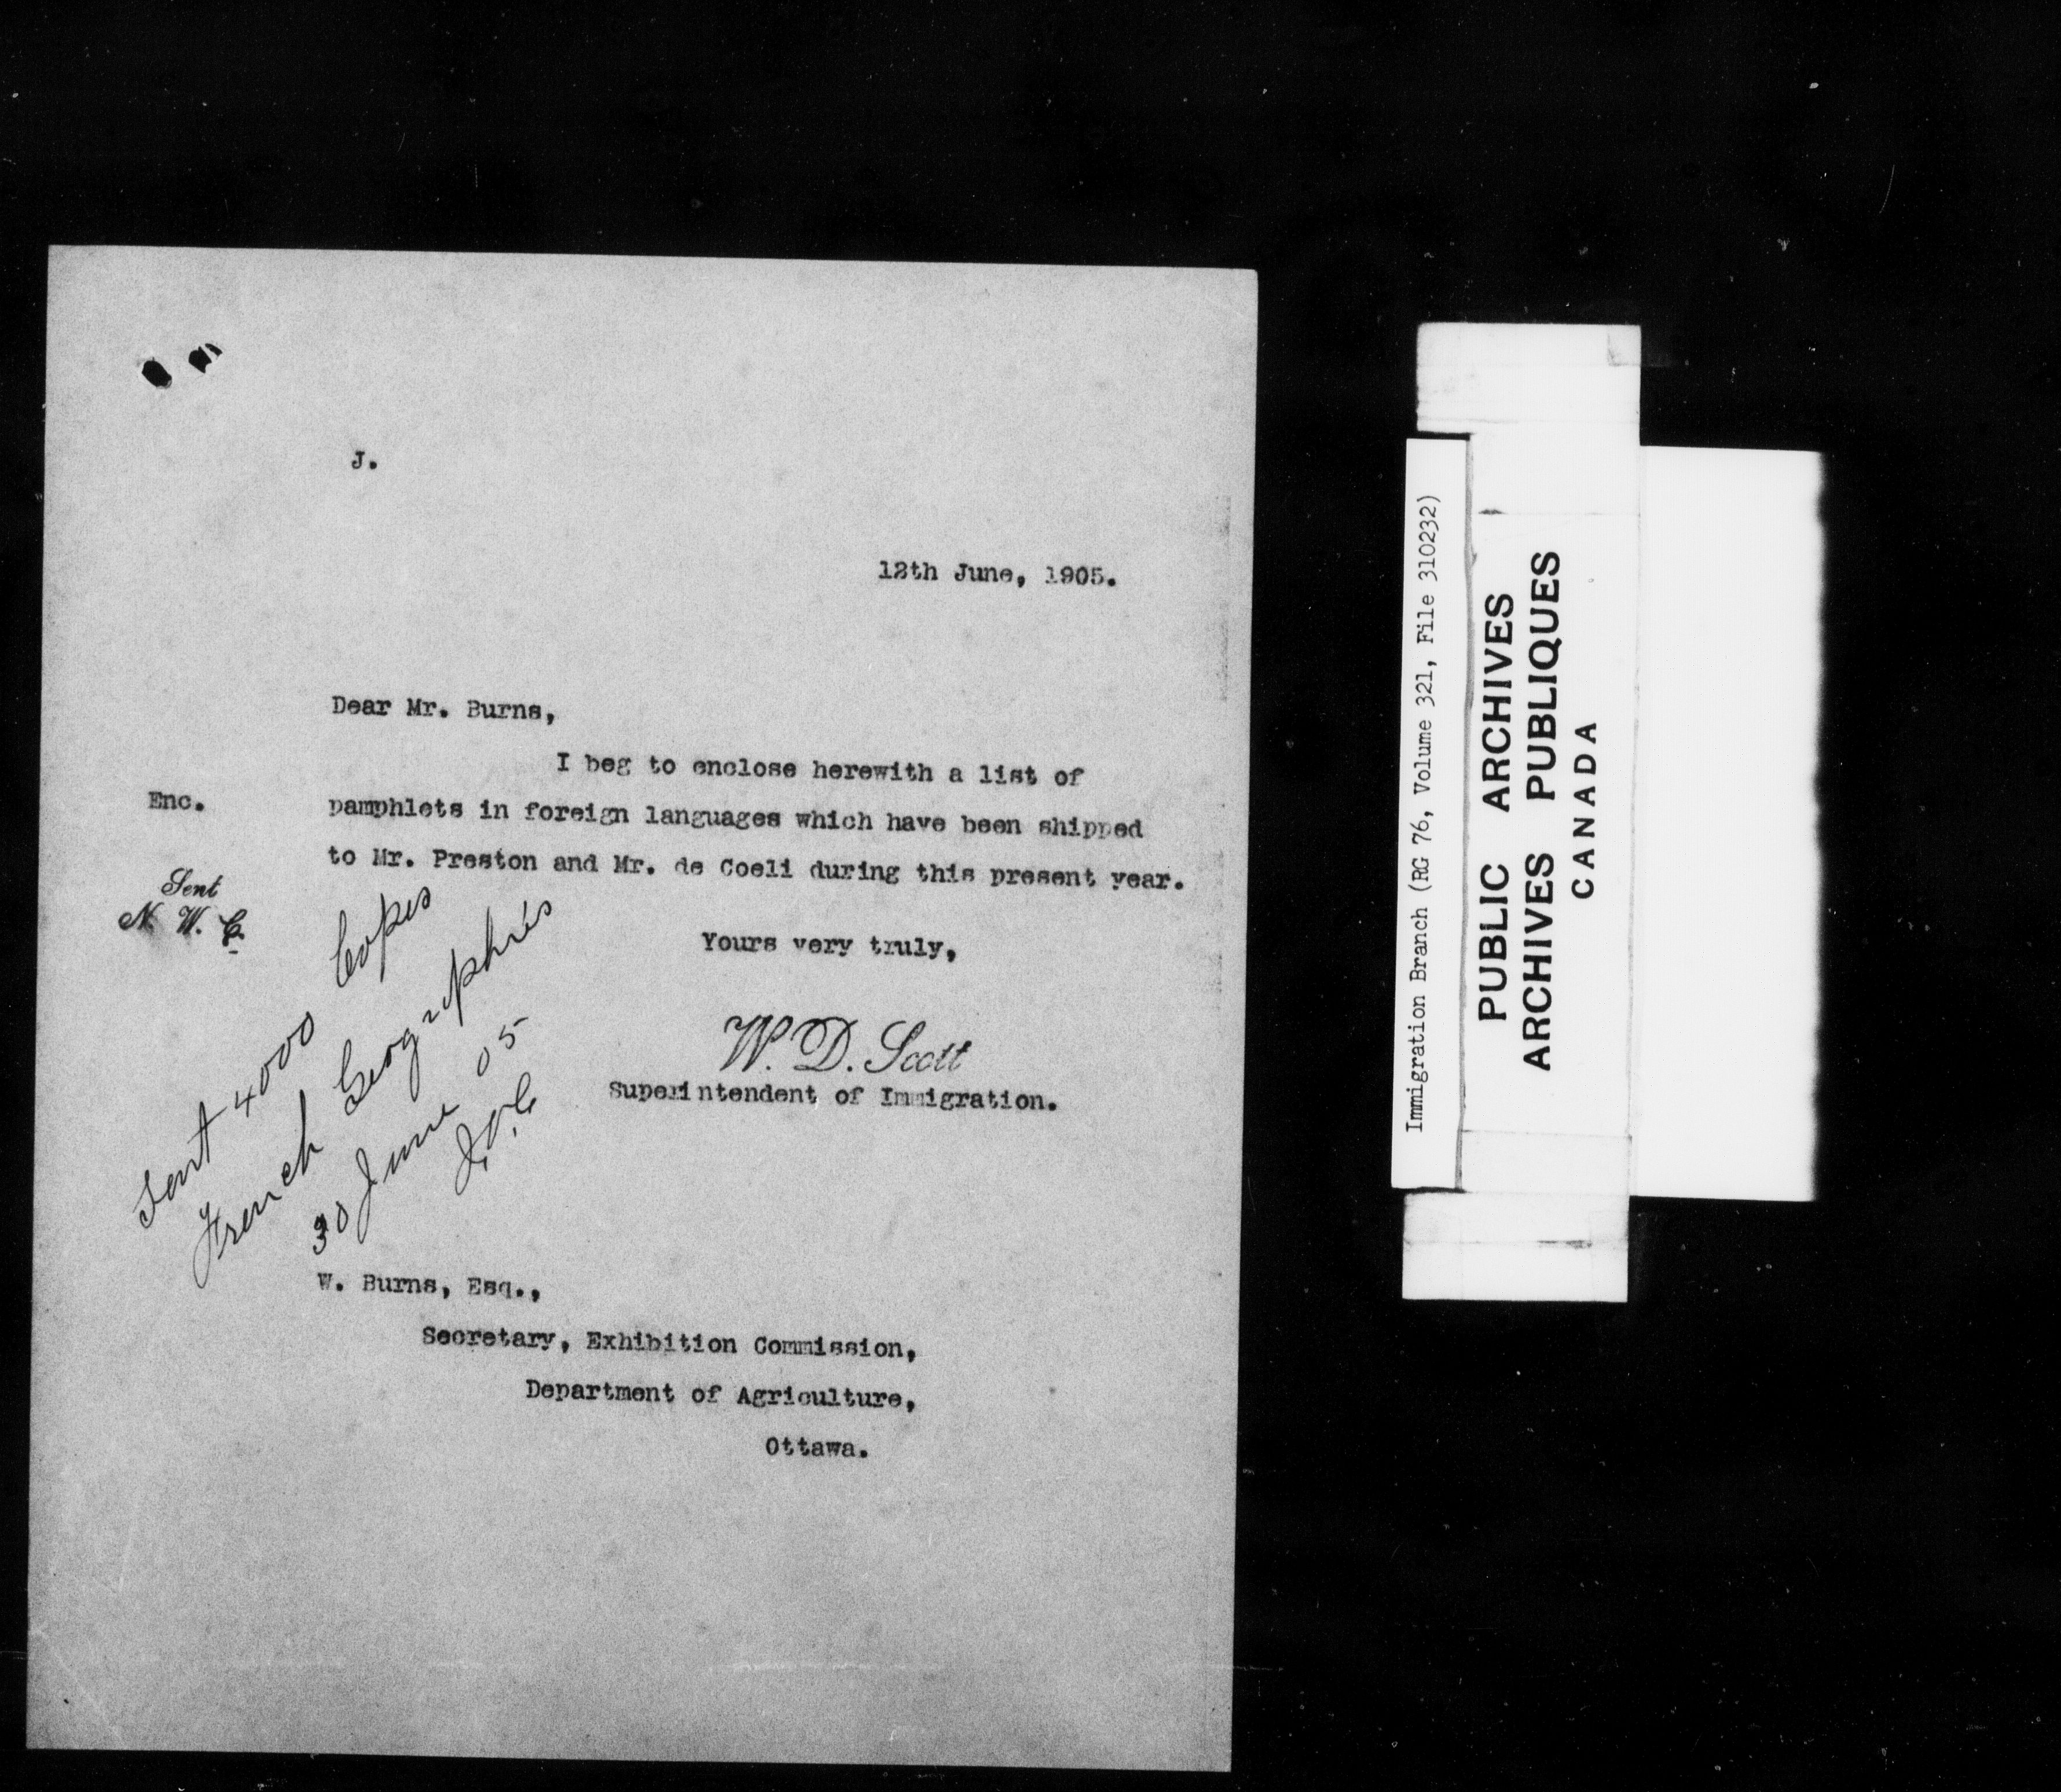 J.
12th June, 1905.
Dear Mr. Burns,
I beg to enclose herewith a list of
Enc.
pamphlets in foreign languages which have been shipped
to Mr. Preston and Mr. de Coeli during this present year.
Sent
N. W. C.
Yours very truly,
W. D. Scott
Superintendent of Immigration.
Sent 4000 Copies
French Geographies
30 June 05
W. Burns, Esq.,
Secretary, Exhibition Commission,
Department of Agriculture,
Ottawa.
Immigration Branch (RG 76, Volume 321, File 310232)
PUBLIC ARCHIVES
ARCHIVES PUBLIQUES
CANADA